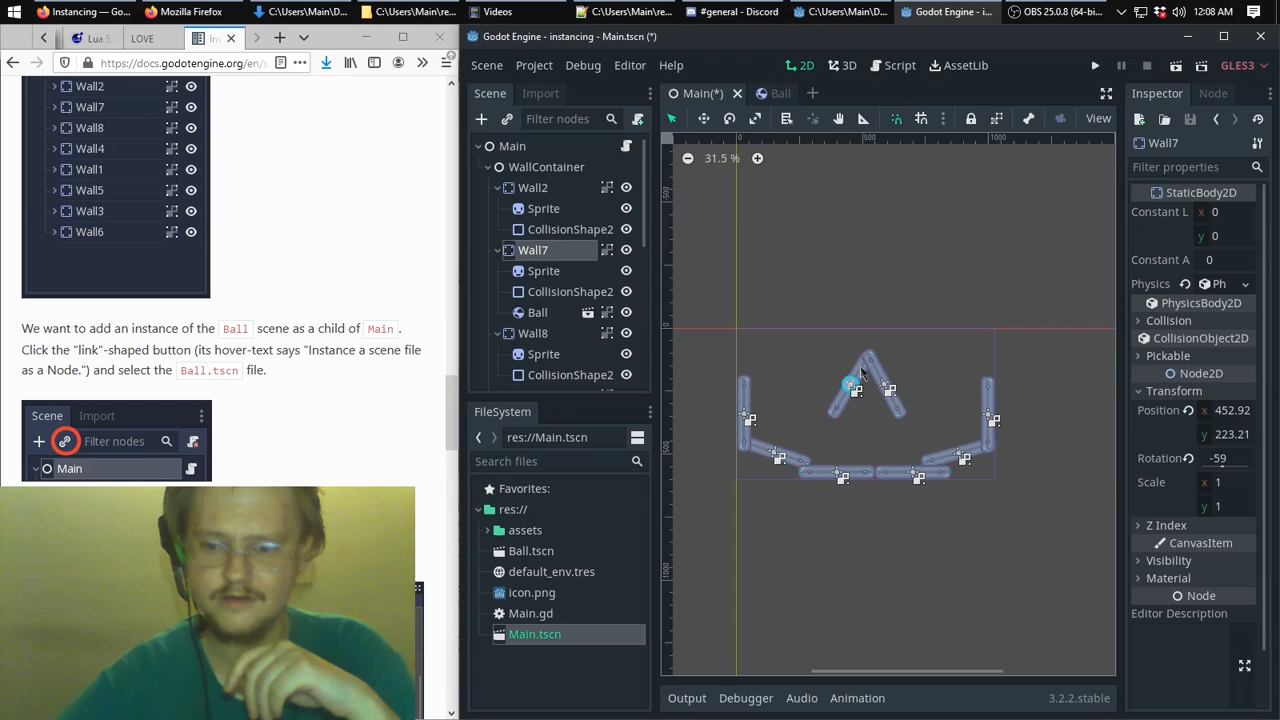 Instancing — Go...
Mozilla Firefox
C:\Users\Main\D...
C:\Users\Main\re...
Videos
C:\Users\Main\re...
#general - Discord
C:\Users\Main\D...
Godot Engine - i...
OBS 25.0.8 (64-bi...
12:08 AM
Lua 5
LOVE
Ins
https://docs.godotengine.org/en/s
Wall2
Wall7
Wall8
Wall4
Wall1
Wall5
Wall3
Wall6
We want to add an instance of the Ball scene as a child of Main.
Click the "link"-shaped button (its hover-text says "Instance a scene file
as a Node.") and select the Ball.tscn file.
Scene Import
Filter nodes
Main
Godot Engine - instancing - Main.tscn (*)
Scene Project Debug Editor Help
2D 3D Script AssetLib
GLES3
Scene Import
Filter nodes
Main
WallContainer
Wall2
Sprite
CollisionShape2
Wall7
Sprite
CollisionShape2
Ball
Wall8
Sprite
CollisionShape2
FileSystem
res://Main.tscn
Search files
Favorites:
res://
assets
Ball.tscn
default_env.tres
icon.png
Main.gd
Main.tscn
Main(*) Ball
View
0 500 1000
31.5 %
-500
0
500
1000
Output Debugger Audio Animation 3.2.2.stable
Inspector Node
Wall7
Filter properties
StaticBody2D
Constant L x 0
y 0
Constant A 0
Physics Ph
PhysicsBody2D
Collision
CollisionObject2D
Pickable
Node2D
Transform
Position x 452.92
y 223.21
Rotation -59
Scale x 1
y 1
Z Index
CanvasItem
Visibility
Material
Node
Editor Description